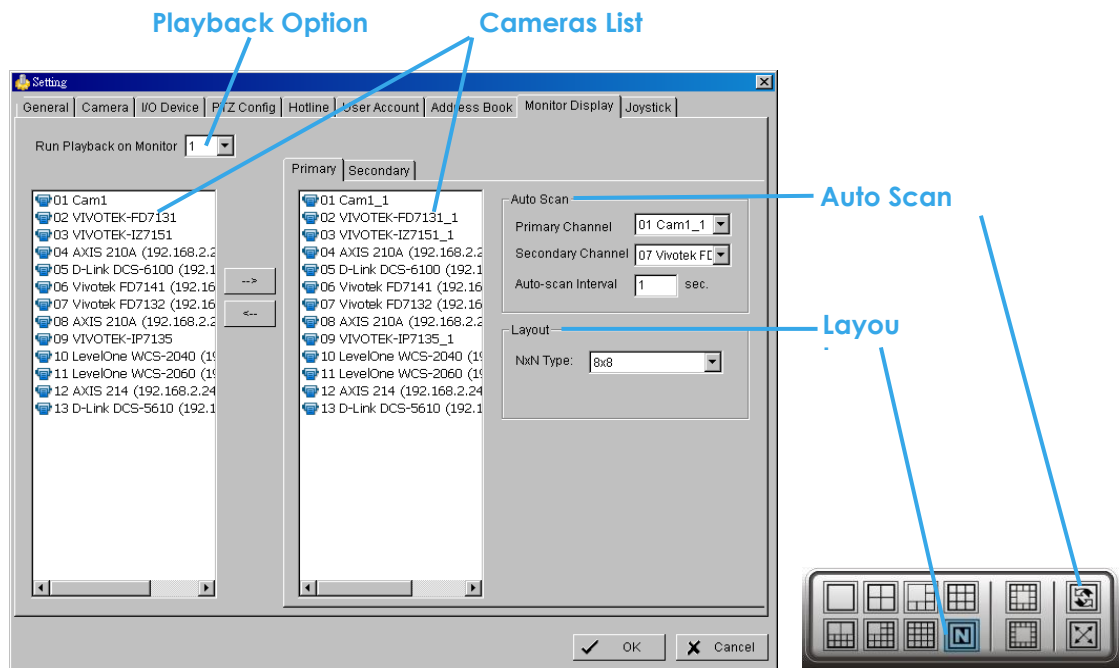 Playback Option
Cameras List
Setting
General Camera I/O Device PTZ Config Hotline User Account Address Book Monitor Display Joystick
Run Playback on Monitor 1
Primary Secondary
01 Cam1
02 VIVOTEK-FD7131
03 VIVOTEK-IZ7151
04 AXIS 210A (192.168.2.2
05 D-Link DCS-6100 (192.1
06 Vivotek FD7141 (192.16
07 Vivotek FD7132 (192.16
08 AXIS 210A (192.168.2.2
09 VIVOTEK-IP7135
10 LevelOne WCS-2040 (19
11 LevelOne WCS-2060 (19
12 AXIS 214 (192.168.2.24
13 D-Link DCS-5610 (192.1
-->
<--
01 Cam1_1
02 VIVOTEK-FD7131_1
03 VIVOTEK-IZ7151_1
04 AXIS 210A (192.168.2.2
05 D-Link DCS-6100 (192.1
06 Vivotek FD7141 (192.16
07 Vivotek FD7132 (192.16
08 AXIS 210A (192.168.2.2
09 VIVOTEK-IP7135_1
10 LevelOne WCS-2040 (19
11 LevelOne WCS-2060 (19
12 AXIS 214 (192.168.2.24
13 D-Link DCS-5610 (192.1
Auto Scan
Primary Channel 01 Cam1_1
Secondary Channel 07 Vivotek FD
Auto-scan Interval 1 sec.
Layout
NxN Type: 8x8
OK Cancel
Auto Scan
Layou
N